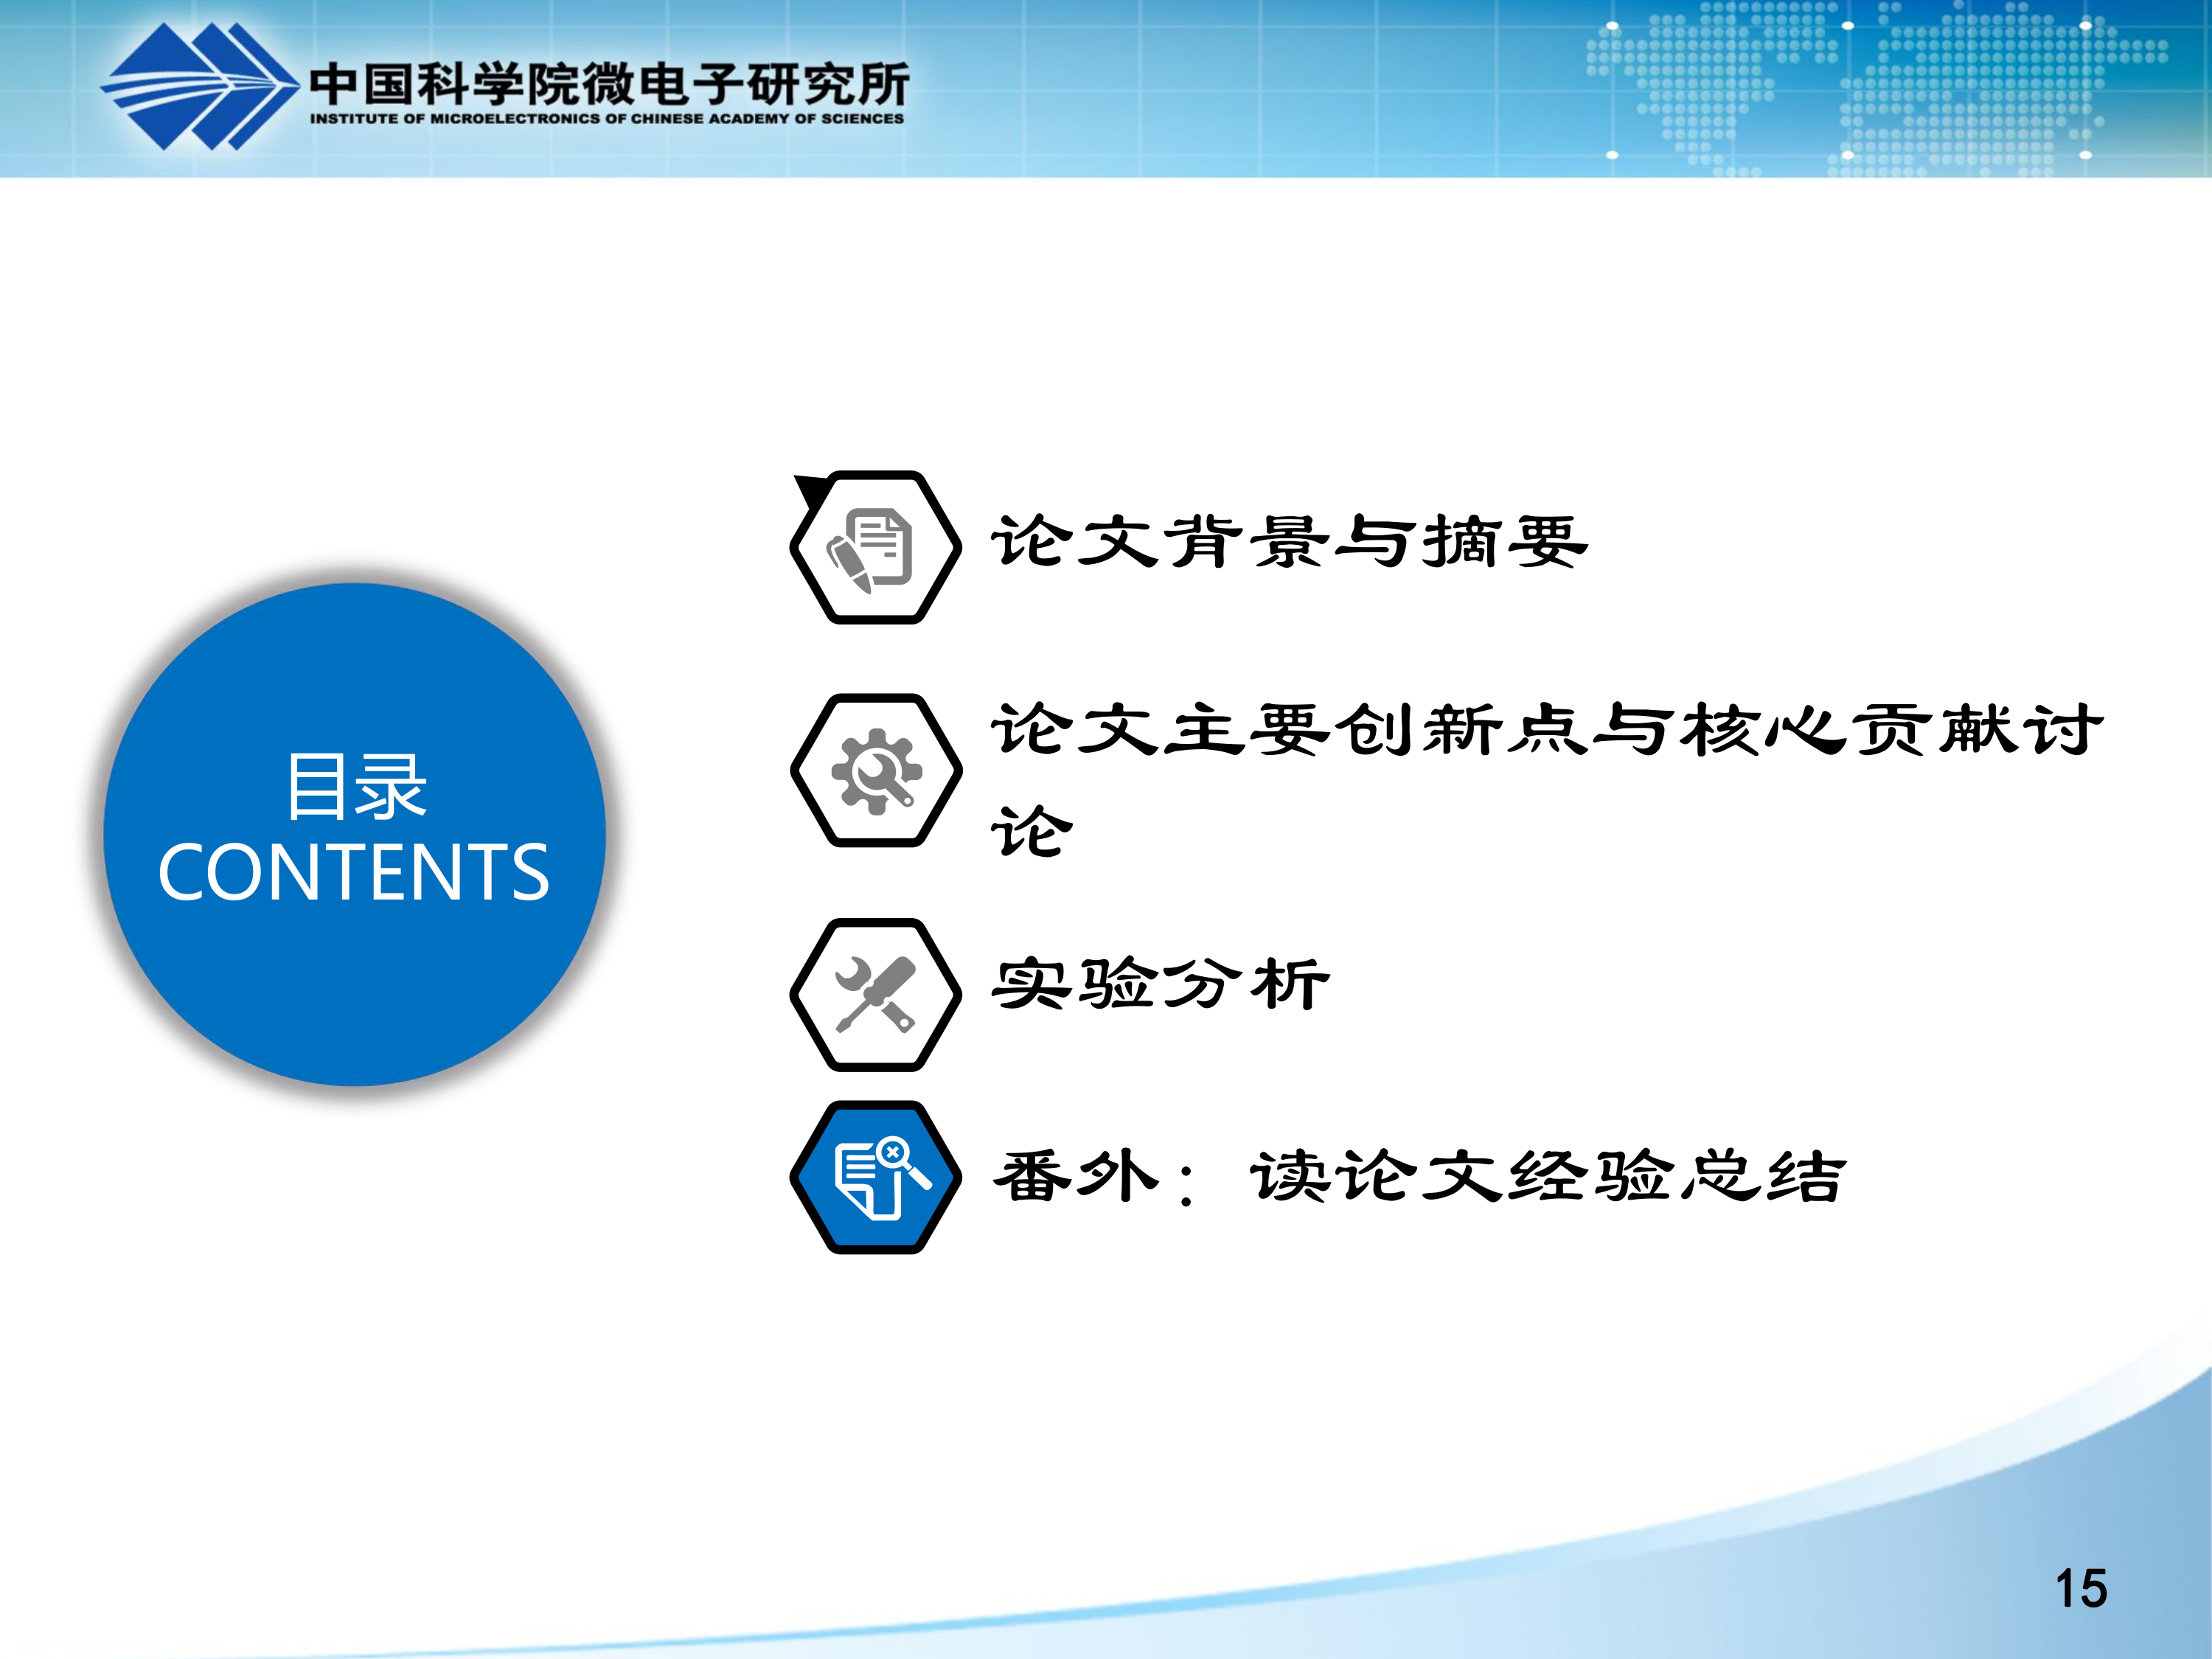 中国科学院微电子研究所
INSTITUTE OF MICROELECTRONICS OF CHINESE ACADEMY OF SCIENCES
目录
CONTENTS
论文背景与摘要
论文主要创新点与核心贡献讨
论
实验分析
番外：读论文经验总结
15